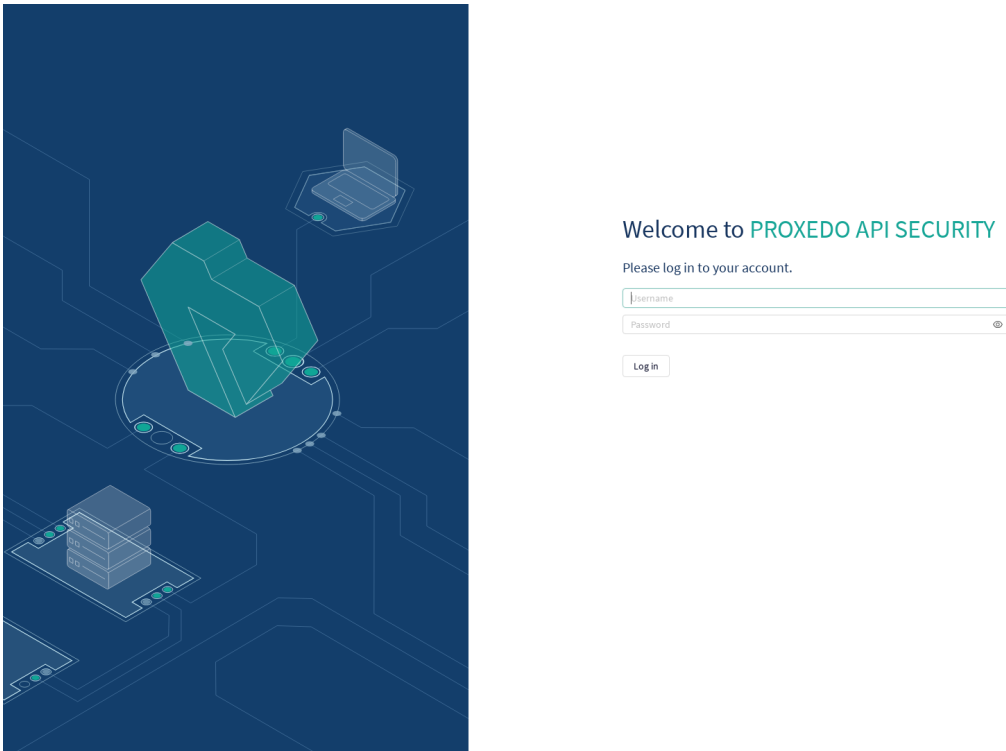 Welcome to PROXEDO API SECURITY
Please log in to your account.
Username
Password
Log in